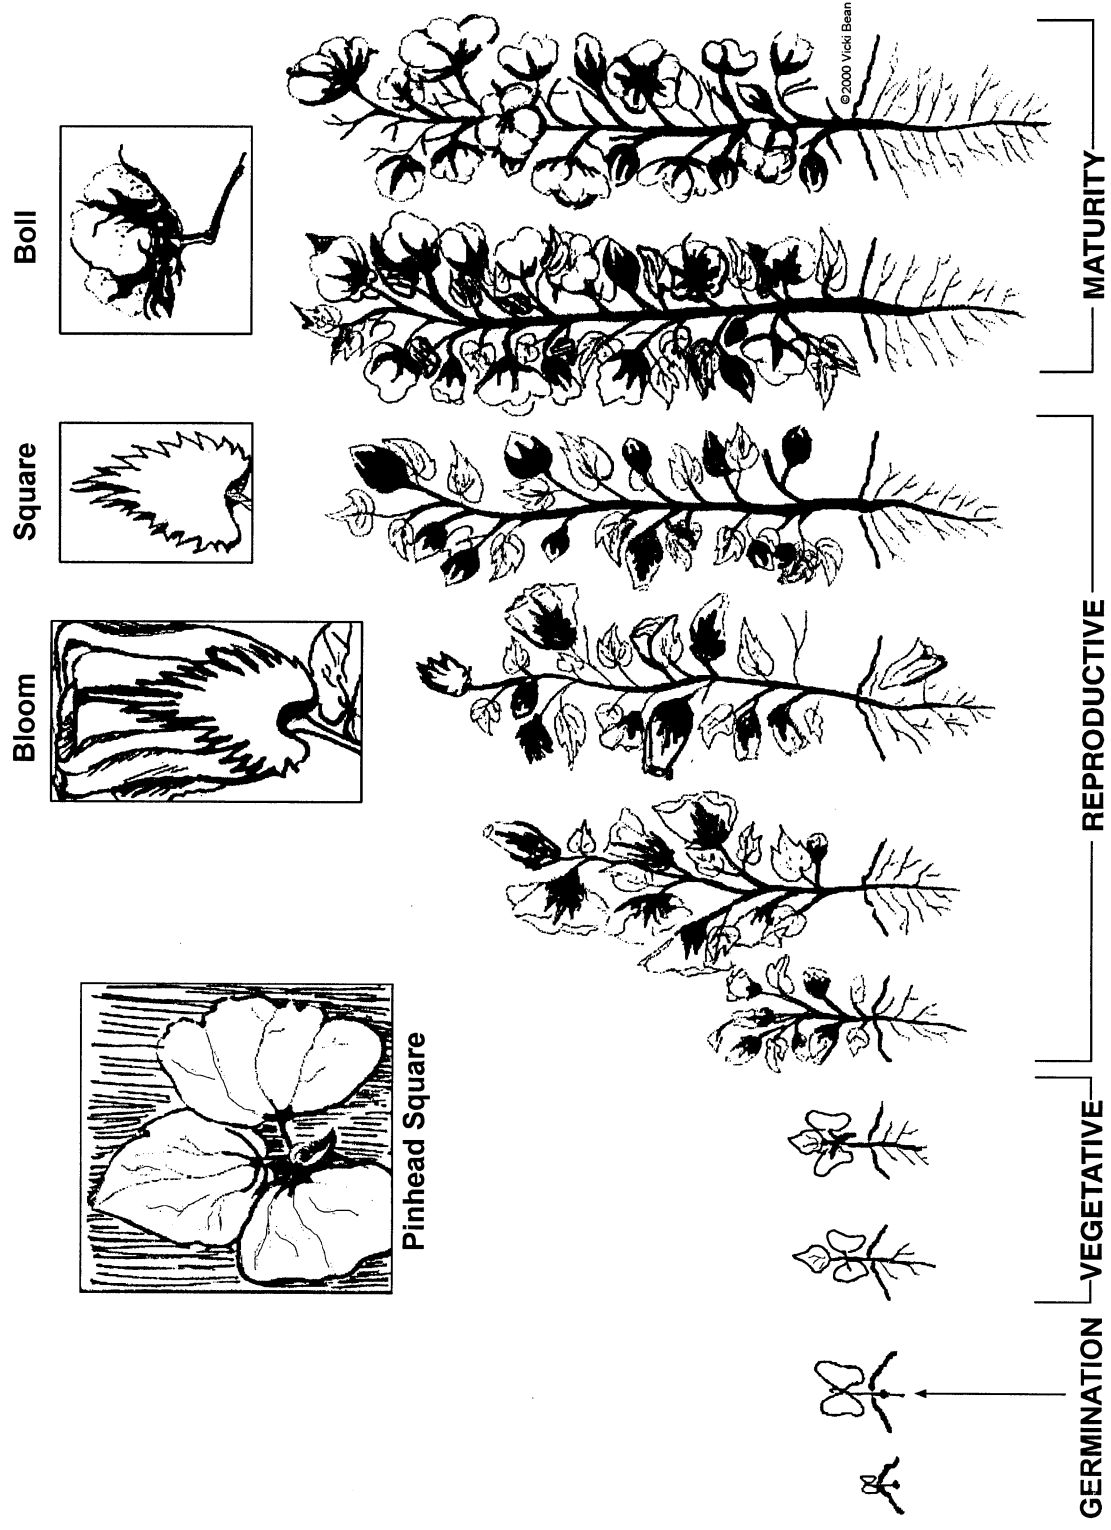 Pinhead Square
Bloom
Square
Boll
©2000 Vicki Bean
GERMINATION
VEGETATIVE
REPRODUCTIVE
MATURITY